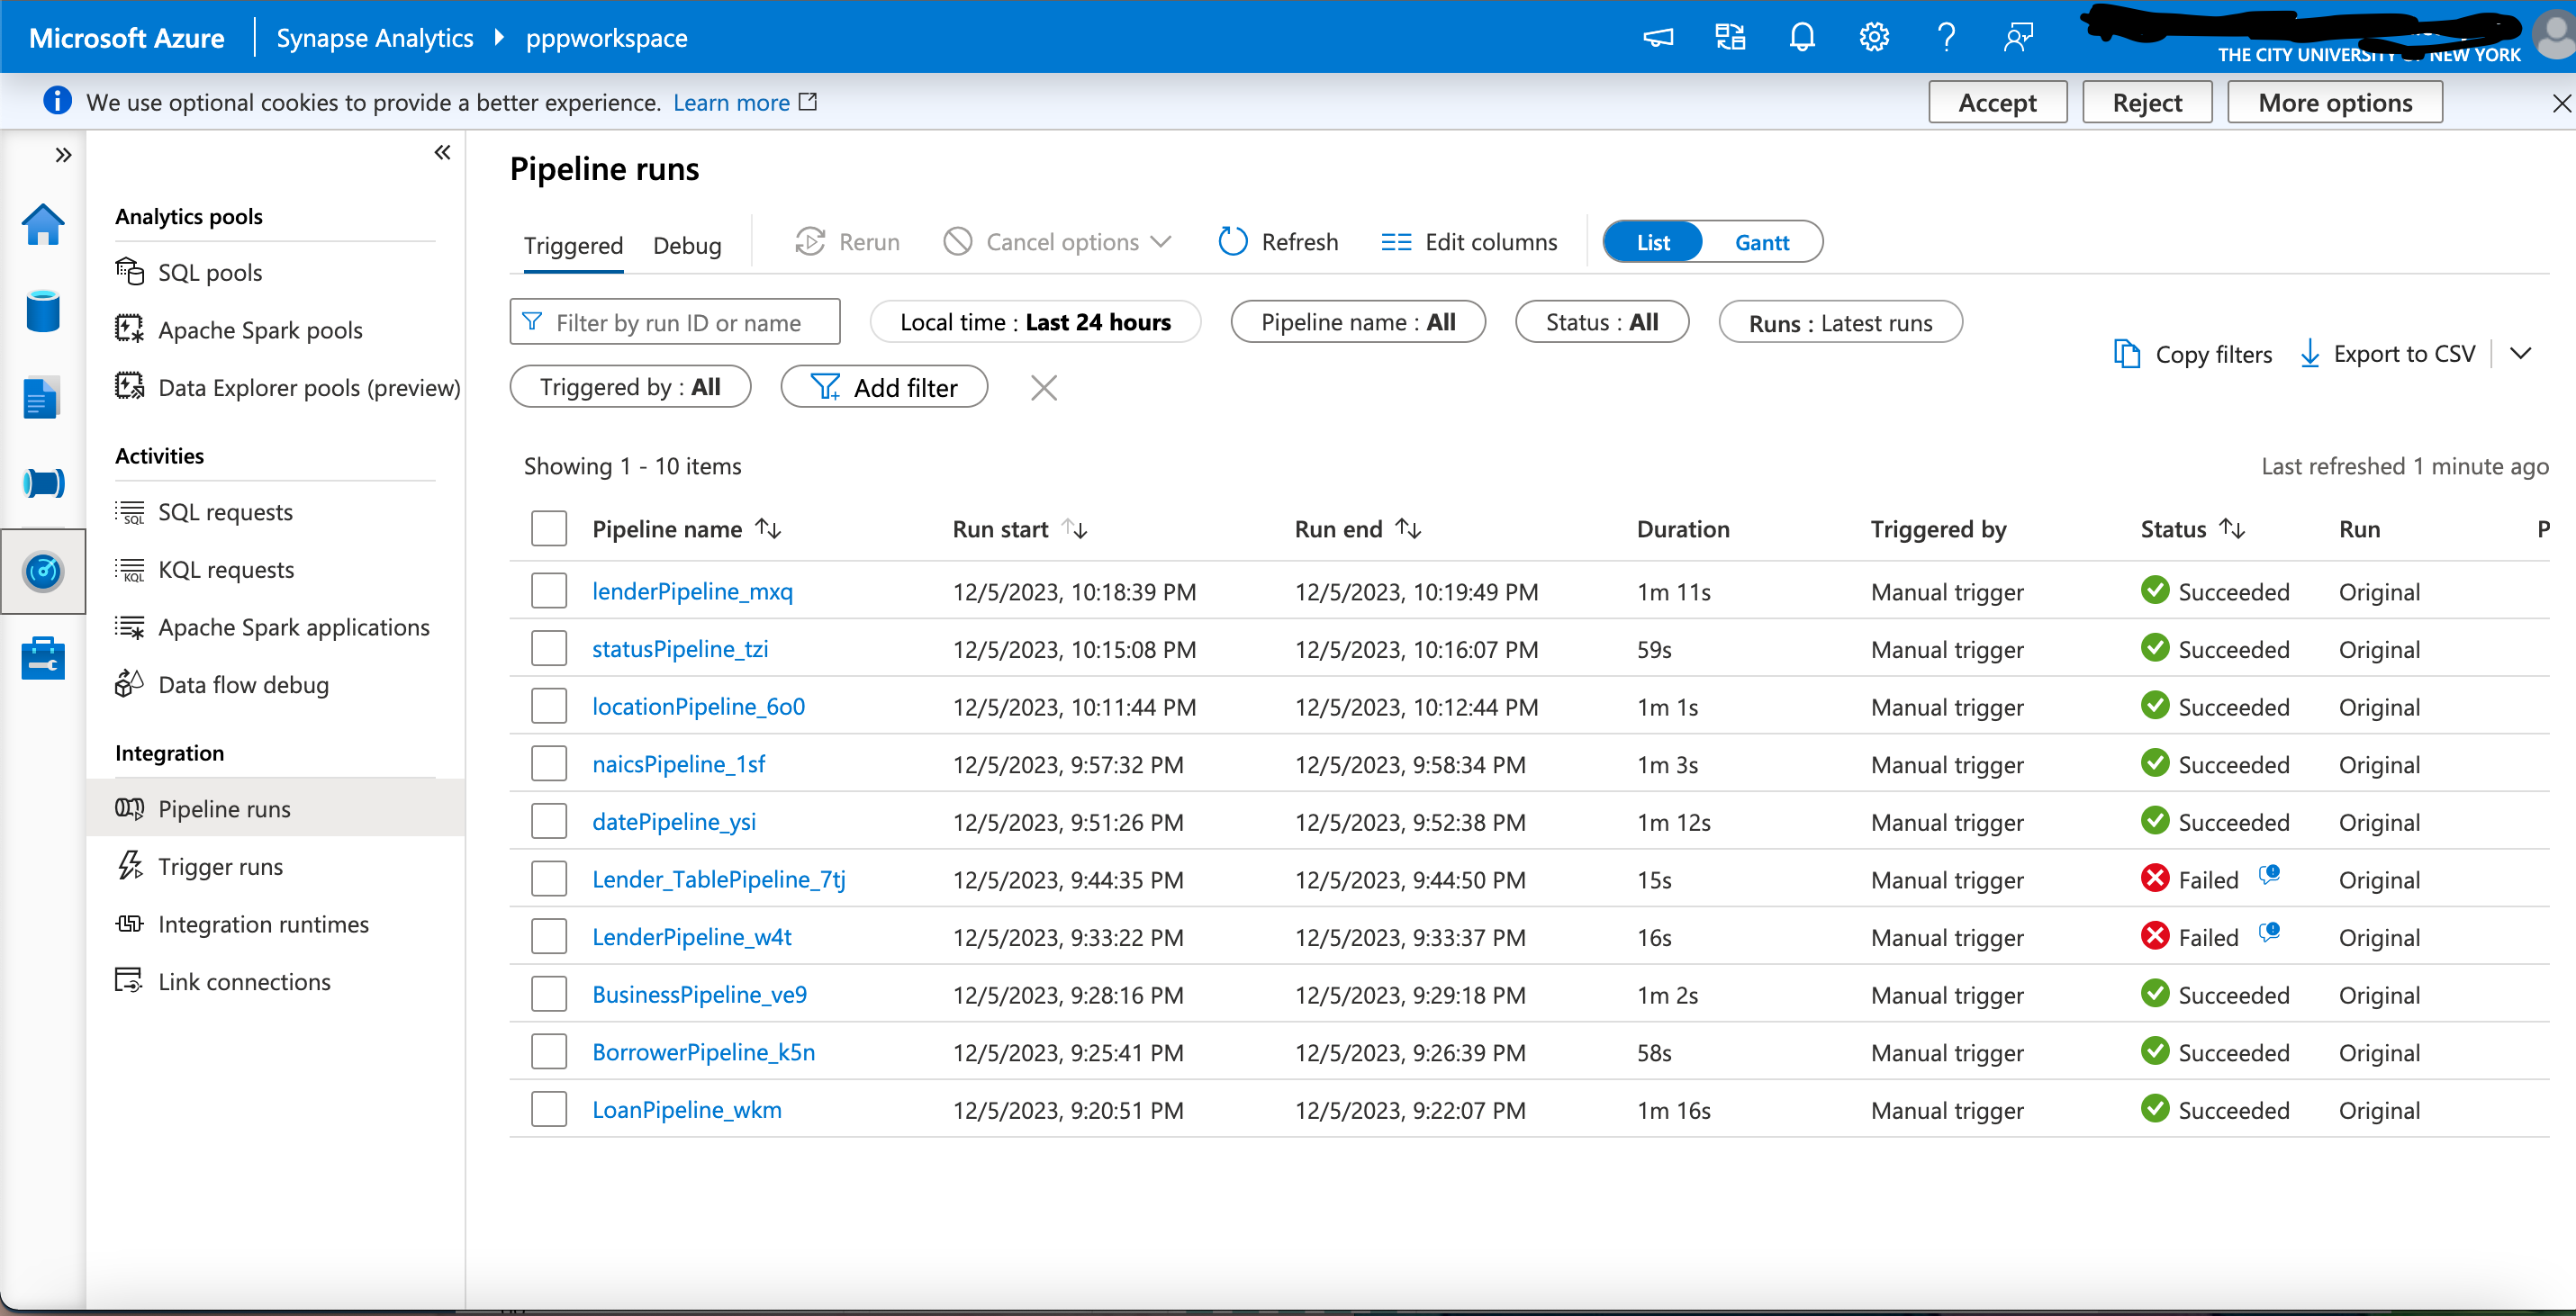 Microsoft Azure Synapse Analytics pppworkspace
THE CITY UNIVERSITY OF NEW YORK
We use optional cookies to provide a better experience. Learn more Accept Reject More options
Pipeline runs
Analytics pools
SQL pools
Apache Spark pools
Data Explorer pools (preview)
Activities
SQL requests
KQL requests
Apache Spark applications
Data flow debug
Integration
Pipeline runs
Trigger runs
Integration runtimes
Link connections
Triggered Debug Rerun Cancel options Refresh Edit columns List Gantt
Filter by run ID or name Local time : Last 24 hours Pipeline name : All Status : All Runs : Latest runs
Triggered by : All Add filter Copy filters Export to CSV
Showing 1 - 10 items Last refreshed 1 minute ago
Pipeline name Run start Run end Duration Triggered by Status Run P
lenderPipeline_mxq 12/5/2023, 10:18:39 PM 12/5/2023, 10:19:49 PM 1m 11s Manual trigger Succeeded Original
statusPipeline_tzi 12/5/2023, 10:15:08 PM 12/5/2023, 10:16:07 PM 59s Manual trigger Succeeded Original
locationPipeline_6o0 12/5/2023, 10:11:44 PM 12/5/2023, 10:12:44 PM 1m 1s Manual trigger Succeeded Original
naicsPipeline_1sf 12/5/2023, 9:57:32 PM 12/5/2023, 9:58:34 PM 1m 3s Manual trigger Succeeded Original
datePipeline_ysi 12/5/2023, 9:51:26 PM 12/5/2023, 9:52:38 PM 1m 12s Manual trigger Succeeded Original
Lender_TablePipeline_7tj 12/5/2023, 9:44:35 PM 12/5/2023, 9:44:50 PM 15s Manual trigger Failed Original
LenderPipeline_w4t 12/5/2023, 9:33:22 PM 12/5/2023, 9:33:37 PM 16s Manual trigger Failed Original
BusinessPipeline_ve9 12/5/2023, 9:28:16 PM 12/5/2023, 9:29:18 PM 1m 2s Manual trigger Succeeded Original
BorrowerPipeline_k5n 12/5/2023, 9:25:41 PM 12/5/2023, 9:26:39 PM 58s Manual trigger Succeeded Original
LoanPipeline_wkm 12/5/2023, 9:20:51 PM 12/5/2023, 9:22:07 PM 1m 16s Manual trigger Succeeded Original